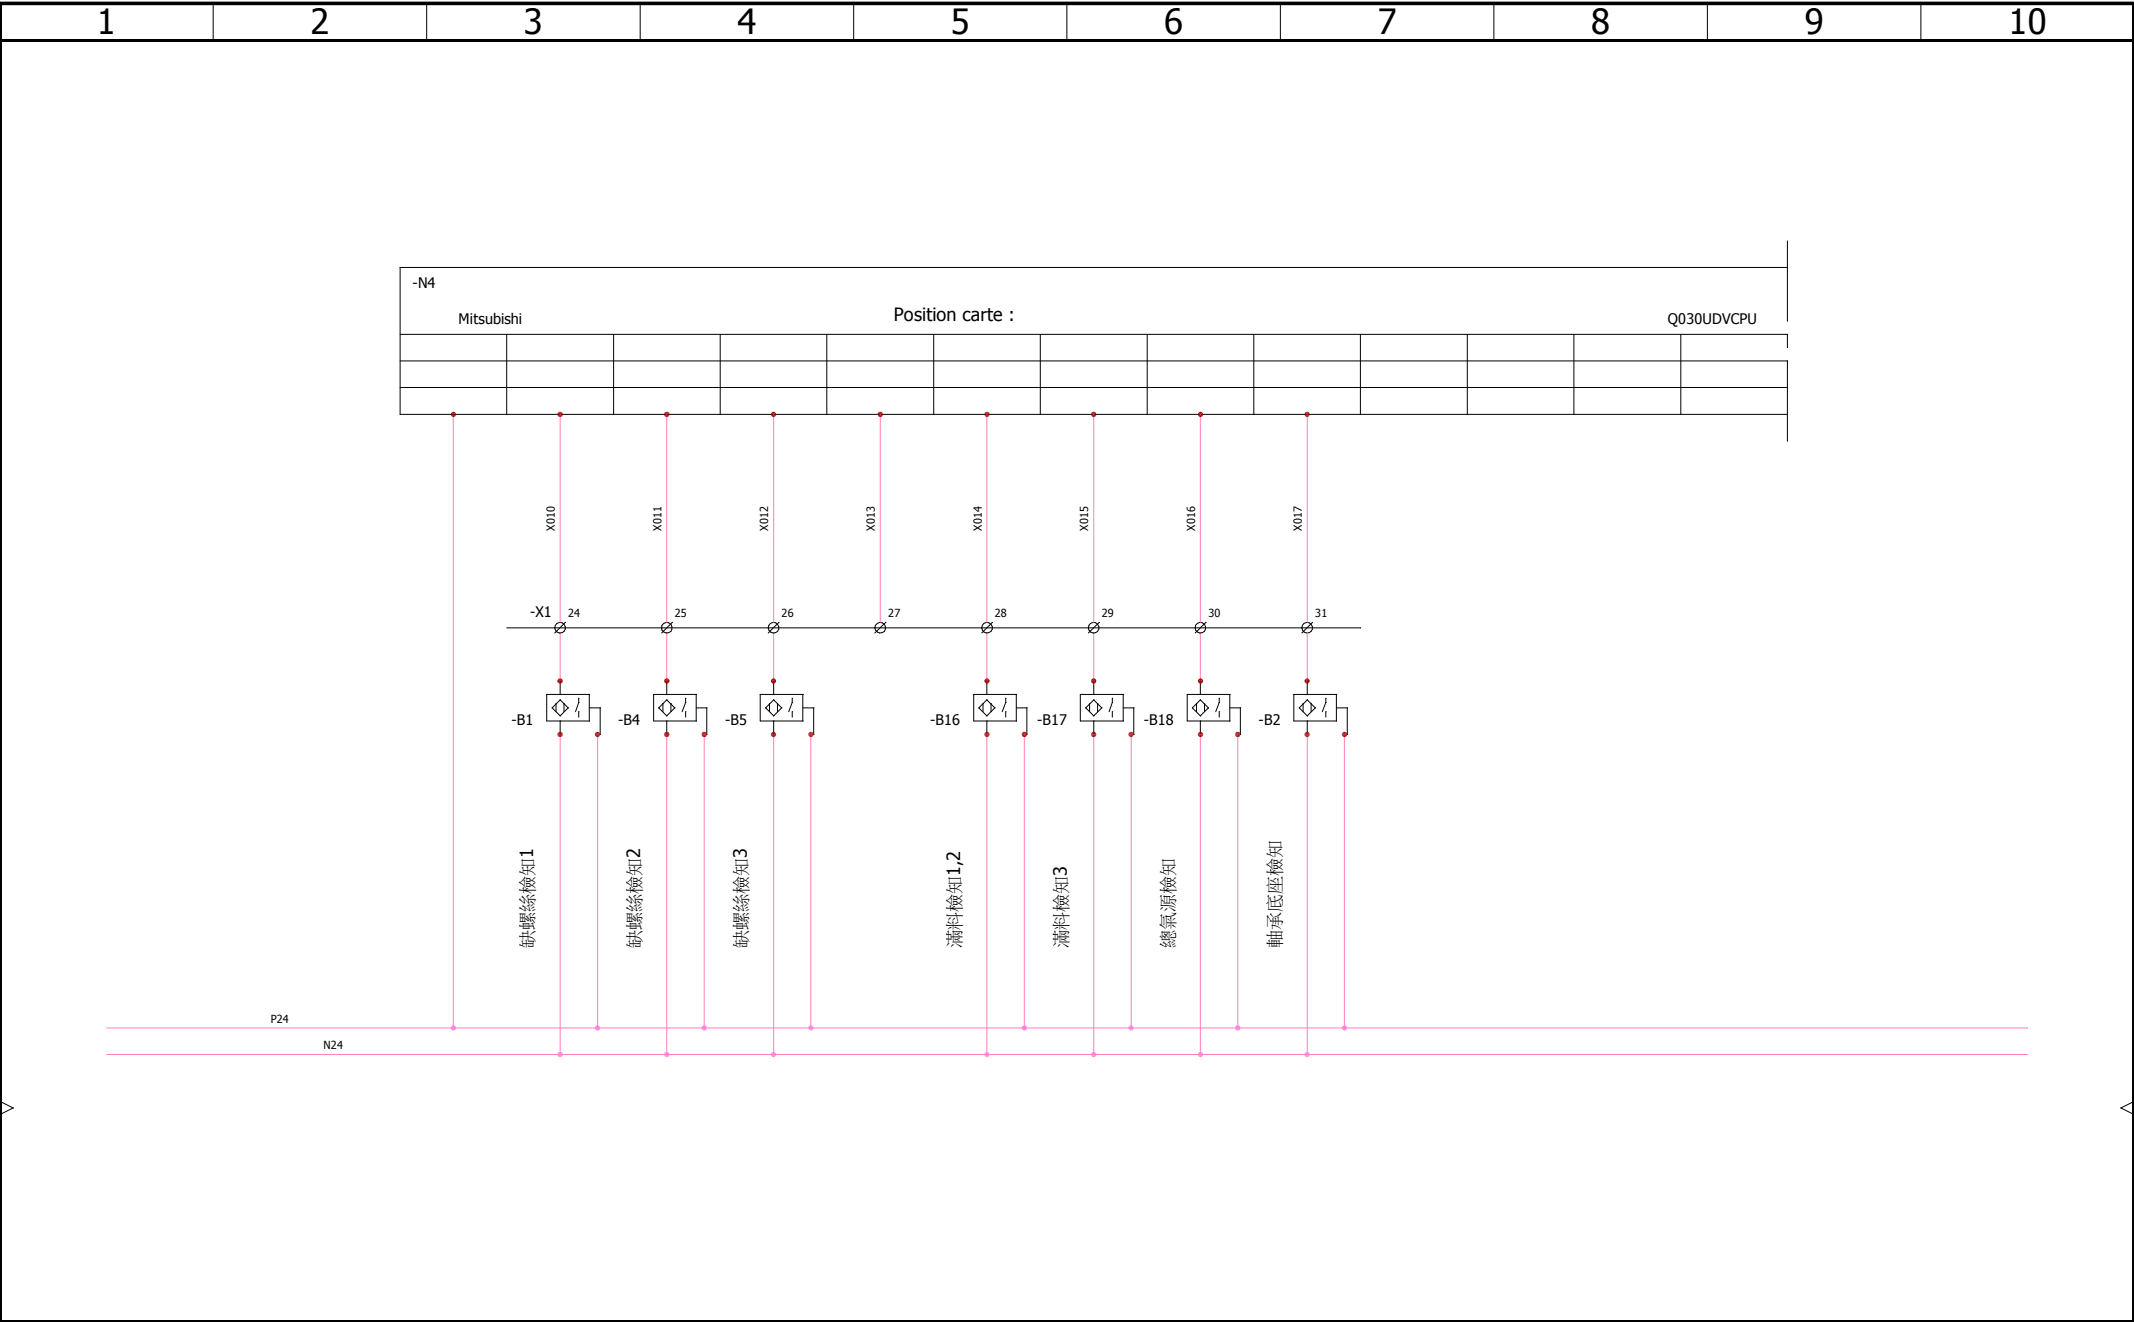 1 2 3 4 5 6 7 8 9 10
-N4
Mitsubishi Position carte : Q030UDVCPU
X010 X011 X012 X013 X014 X015 X016 X017
-X1 24 25 26 27 28 29 30 31
-B1 -B4 -B5 -B16 -B17 -B18 -B2
缺螺絲檢知1
缺螺絲檢知2
缺螺絲檢知3
滿料檢知1,2
滿料檢知3
總氣源檢知
軸承底座檢知
P24
N24